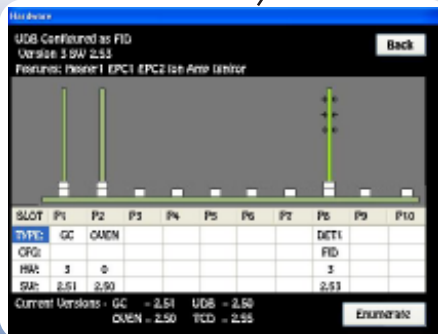 Hardware
UDB Configured as FID
Version 3 SW 2.53
Back
Features: Heater1 EPC1 EPC2 Ion Amp Ignitor
SLOT P1 P2 P3 P4 P5 P6 P7 P8 P9 P10
TYPE: GC OVEN DET1
CFG: FID
HW: 3 0 3
SW: 2.51 2.50 2.53
Current Versions - GC - 2.51 UDB - 2.50
OVEN - 2.50 TCD - 2.55
Enumerate